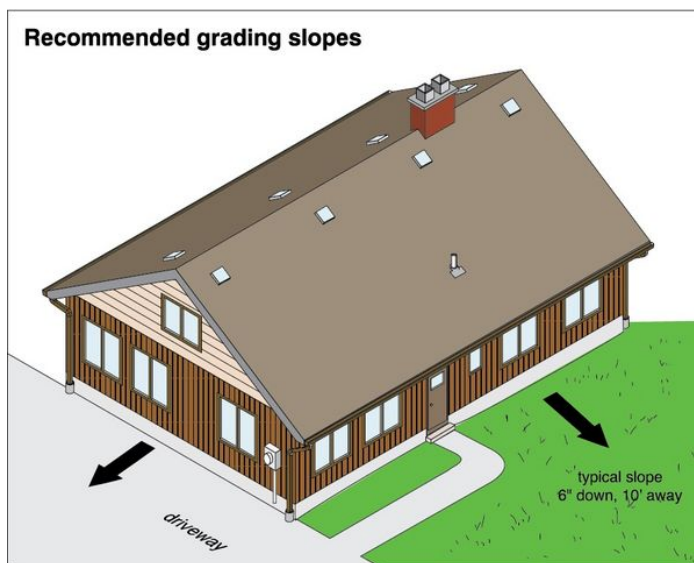 Recommended grading slopes
typical slope
6" down, 10' away
driveway